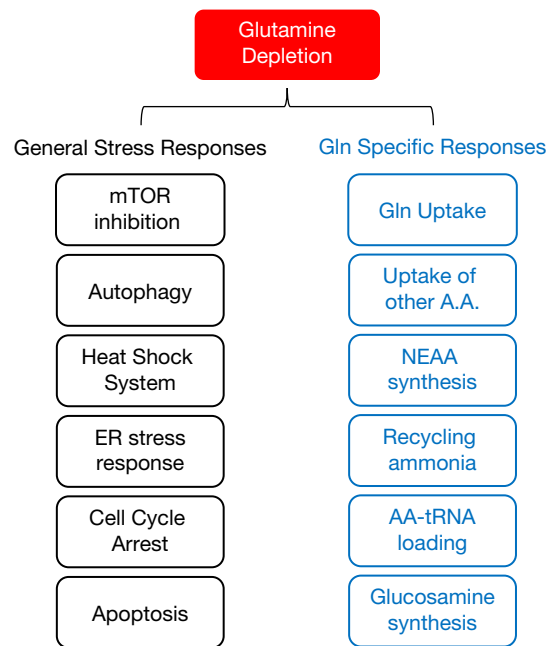 Glutamine
Depletion
General Stress Responses
mTOR
inhibition
Autophagy
Heat Shock
System
ER stress
response
Cell Cycle
Arrest
Apoptosis
Gln Specific Responses
Gln Uptake
Uptake of
other A.A.
NEAA
synthesis
Recycling
ammonia
AA-tRNA
loading
Glucosamine
synthesis